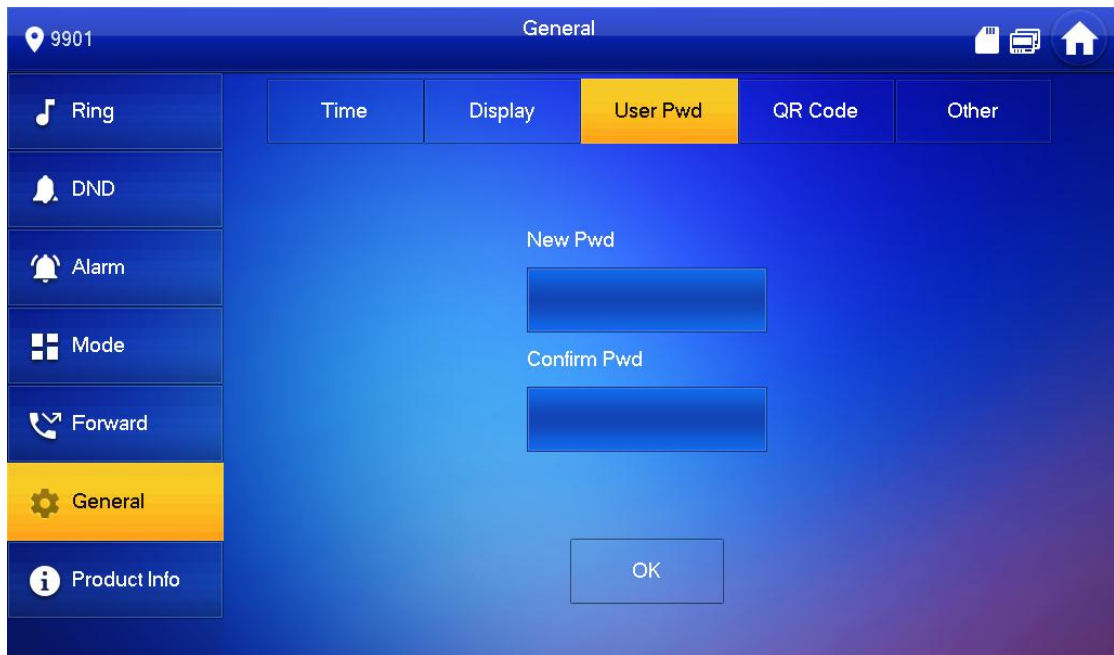 9901
General
Ring
DND
Alarm
Mode
Forward
General
Product Info
Time
Display
User Pwd
QR Code
Other
New Pwd
Confirm Pwd
OK